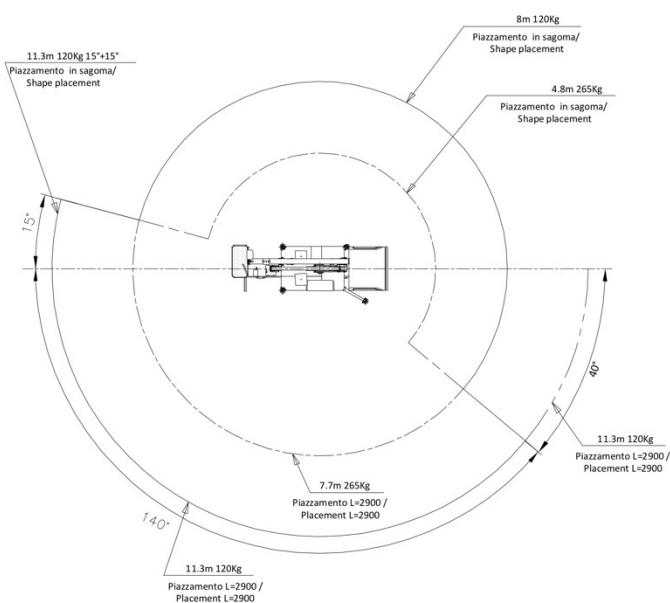 8m 120Kg
Piazzamento in sagoma/
Shape placement
11.3m 120Kg 15°+15°
Piazzamento in sagoma/
Shape placement
4.8m 265Kg
Piazzamento in sagoma/
Shape placement
15°
40°
11.3m 120Kg
Piazzamento L=2900 /
Placement L=2900
7.7m 265Kg
Piazzamento L=2900 /
Placement L=2900
140°
11.3m 120Kg
Piazzamento L=2900 /
Placement L=2900